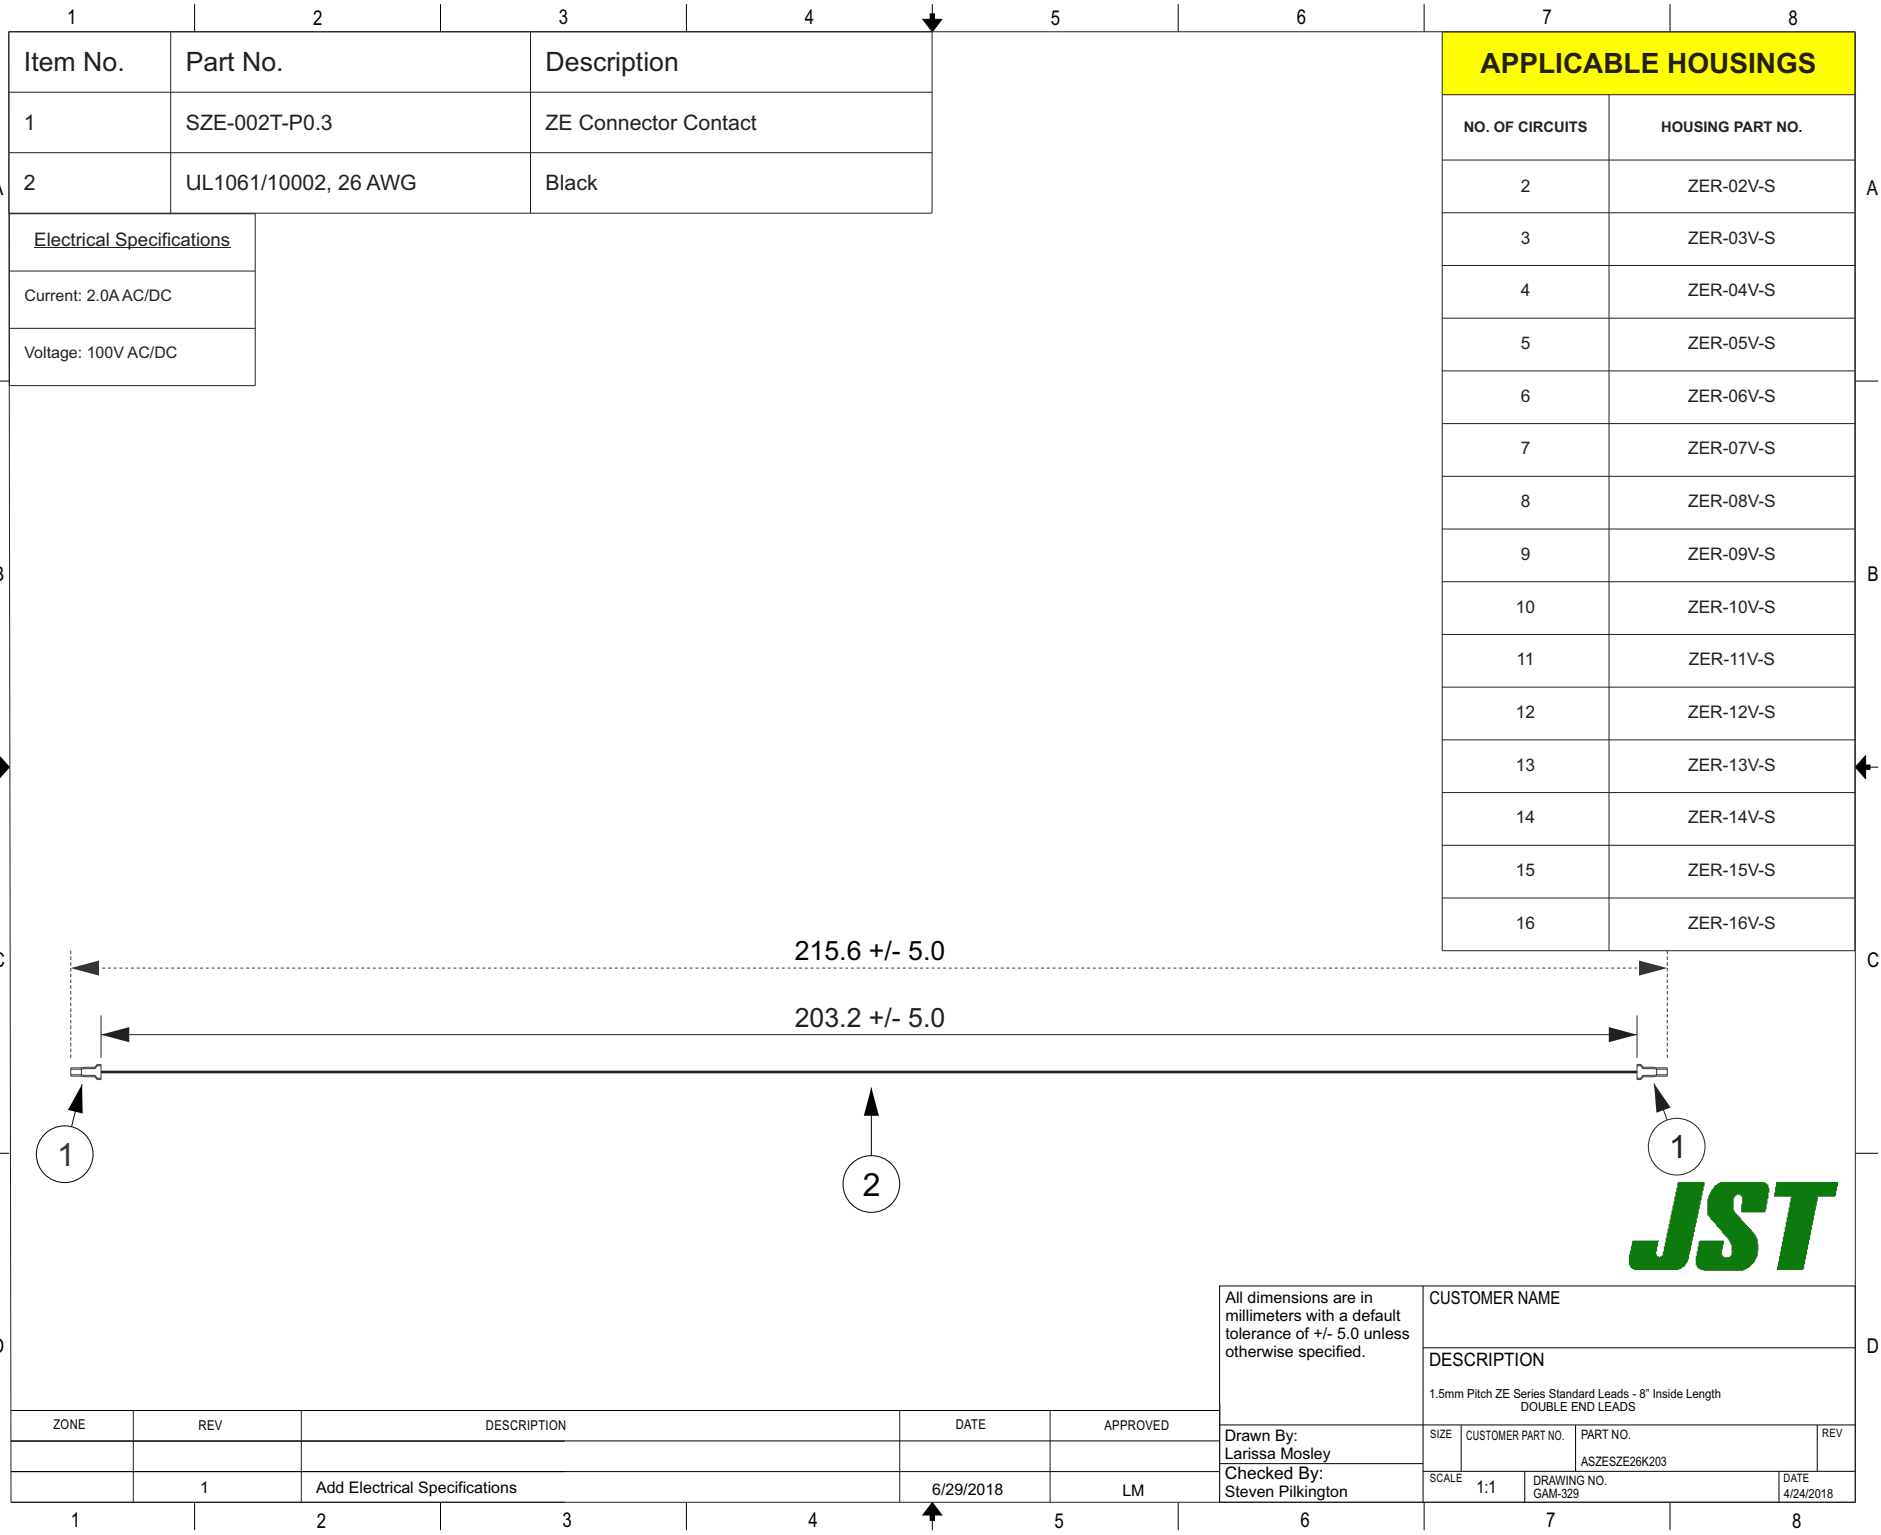 1 2 3 4 5 6 7 8
Item No. Part No. Description
1 SZE-002T-P0.3 ZE Connector Contact
2 UL1061/10002, 26 AWG Black
Electrical Specifications
Current: 2.0A AC/DC
Voltage: 100V AC/DC
APPLICABLE HOUSINGS
NO. OF CIRCUITS HOUSING PART NO.
2 ZER-02V-S
3 ZER-03V-S
4 ZER-04V-S
5 ZER-05V-S
6 ZER-06V-S
7 ZER-07V-S
8 ZER-08V-S
9 ZER-09V-S
10 ZER-10V-S
11 ZER-11V-S
12 ZER-12V-S
13 ZER-13V-S
14 ZER-14V-S
15 ZER-15V-S
16 ZER-16V-S
A
B
C
D
215.6 +/- 5.0
203.2 +/- 5.0
1
2
1
JST
All dimensions are in
millimeters with a default
tolerance of +/- 5.0 unless
otherwise specified.
CUSTOMER NAME
DESCRIPTION
1.5mm Pitch ZE Series Standard Leads - 8" Inside Length
DOUBLE END LEADS
Drawn By:
Larissa Mosley
Checked By:
Steven Pilkington
SIZE CUSTOMER PART NO. PART NO. REV
ASZESZE26K203
SCALE 1:1 DRAWING NO. DATE
GAM-329 4/24/2018
ZONE REV DESCRIPTION DATE APPROVED
1 Add Electrical Specifications 6/29/2018 LM
1 2 3 4 5 6 7 8